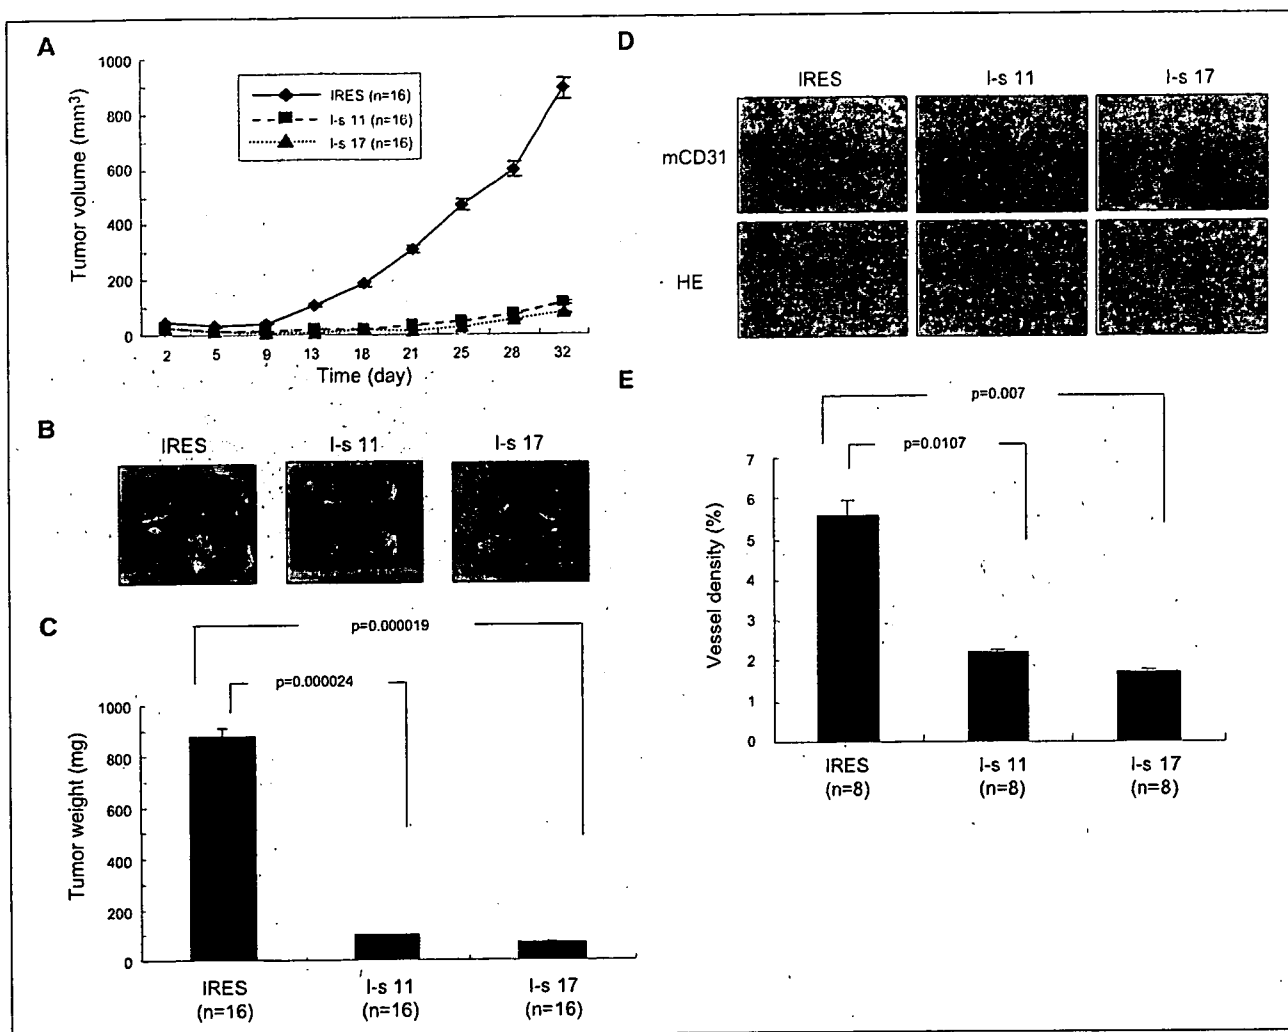 A
1000
800
600
400
200
0
Tumor volume (mm³)
IRES (n=16)
I-s 11 (n=16)
I-s 17 (n=16)
2 5 9 13 18 21 25 28 32
Time (day)
B
IRES I-s 11 I-s 17
C
p=0.000019
p=0.000024
1000
800
600
400
200
0
Tumor weight (mg)
IRES I-s 11 I-s 17
(n=16) (n=16) (n=16)
D
IRES I-s 11 I-s 17
mCD31
HE
E
p=0.007
p=0.0107
7
6
5
4
3
2
1
0
Vessel density (%)
IRES I-s 11 I-s 17
(n=8) (n=8) (n=8)